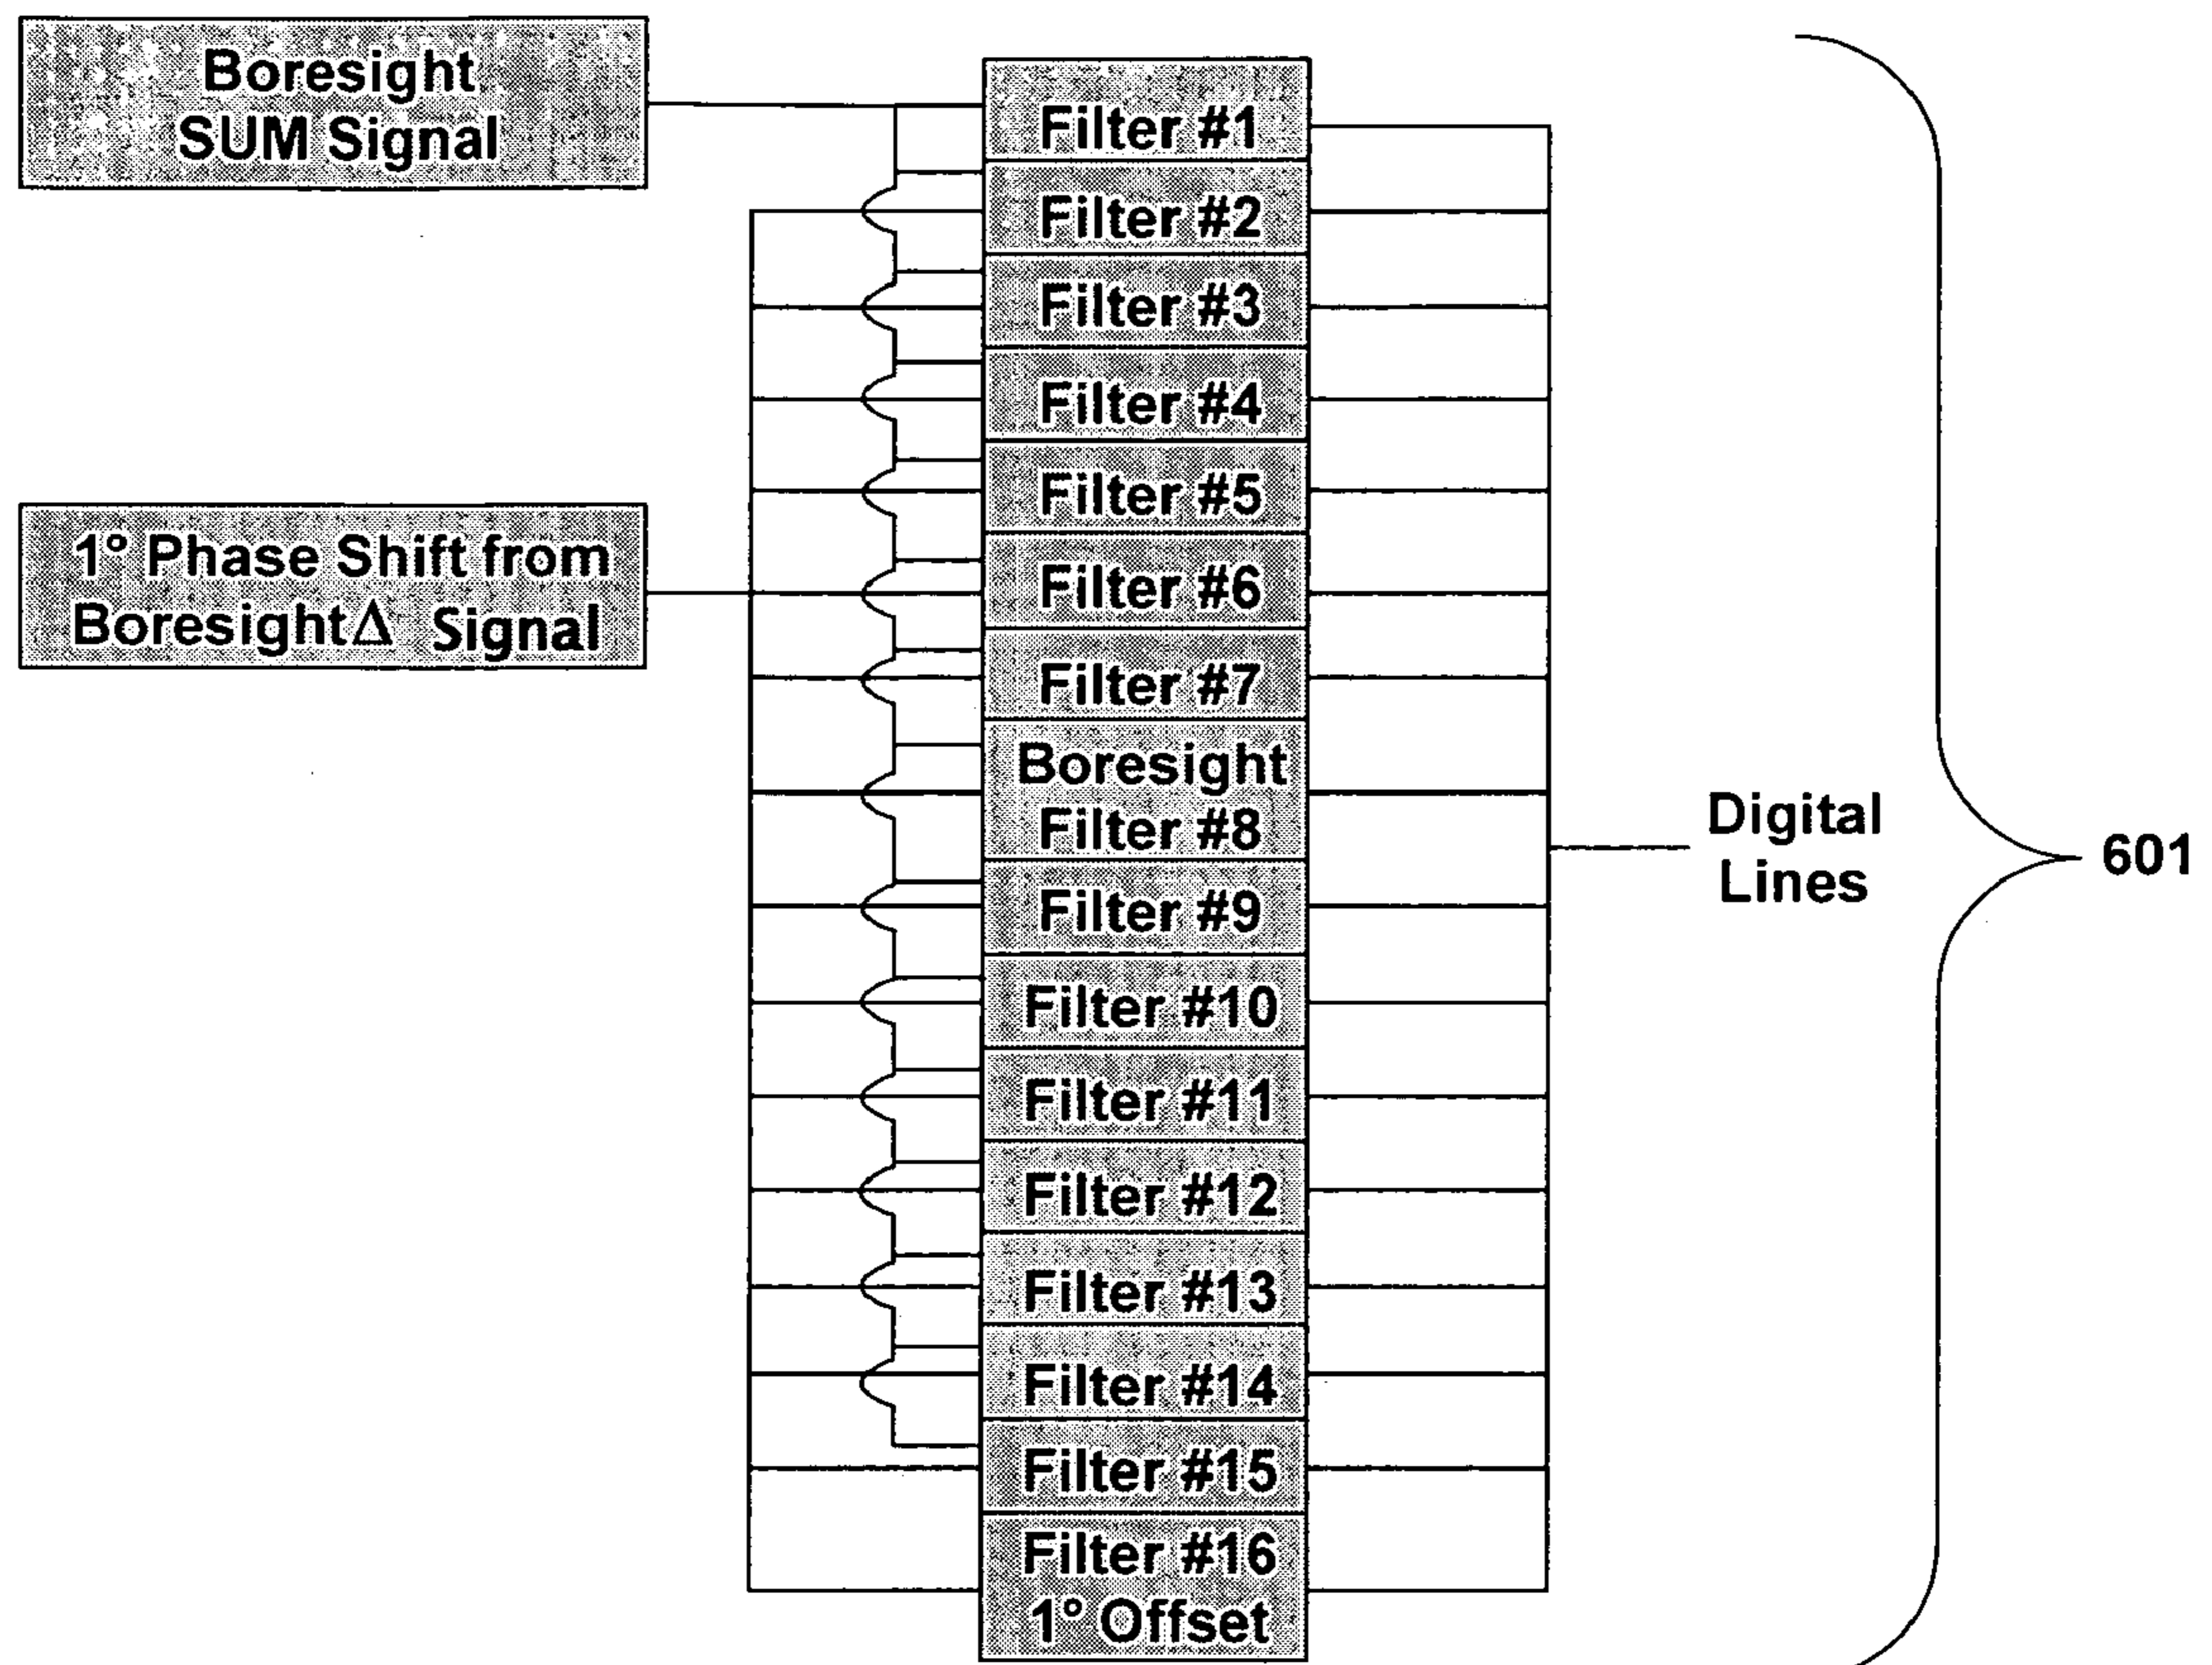 Boresight
SUM Signal
1° Phase Shift from
Boresight Δ Signal
Filter #1
Filter #2
Filter #3
Filter #4
Filter #5
Filter #6
Filter #7
Boresight
Filter #8
Filter #9
Filter #10
Filter #11
Filter #12
Filter #13
Filter #14
Filter #15
Filter #16
1° Offset
Digital
Lines
601